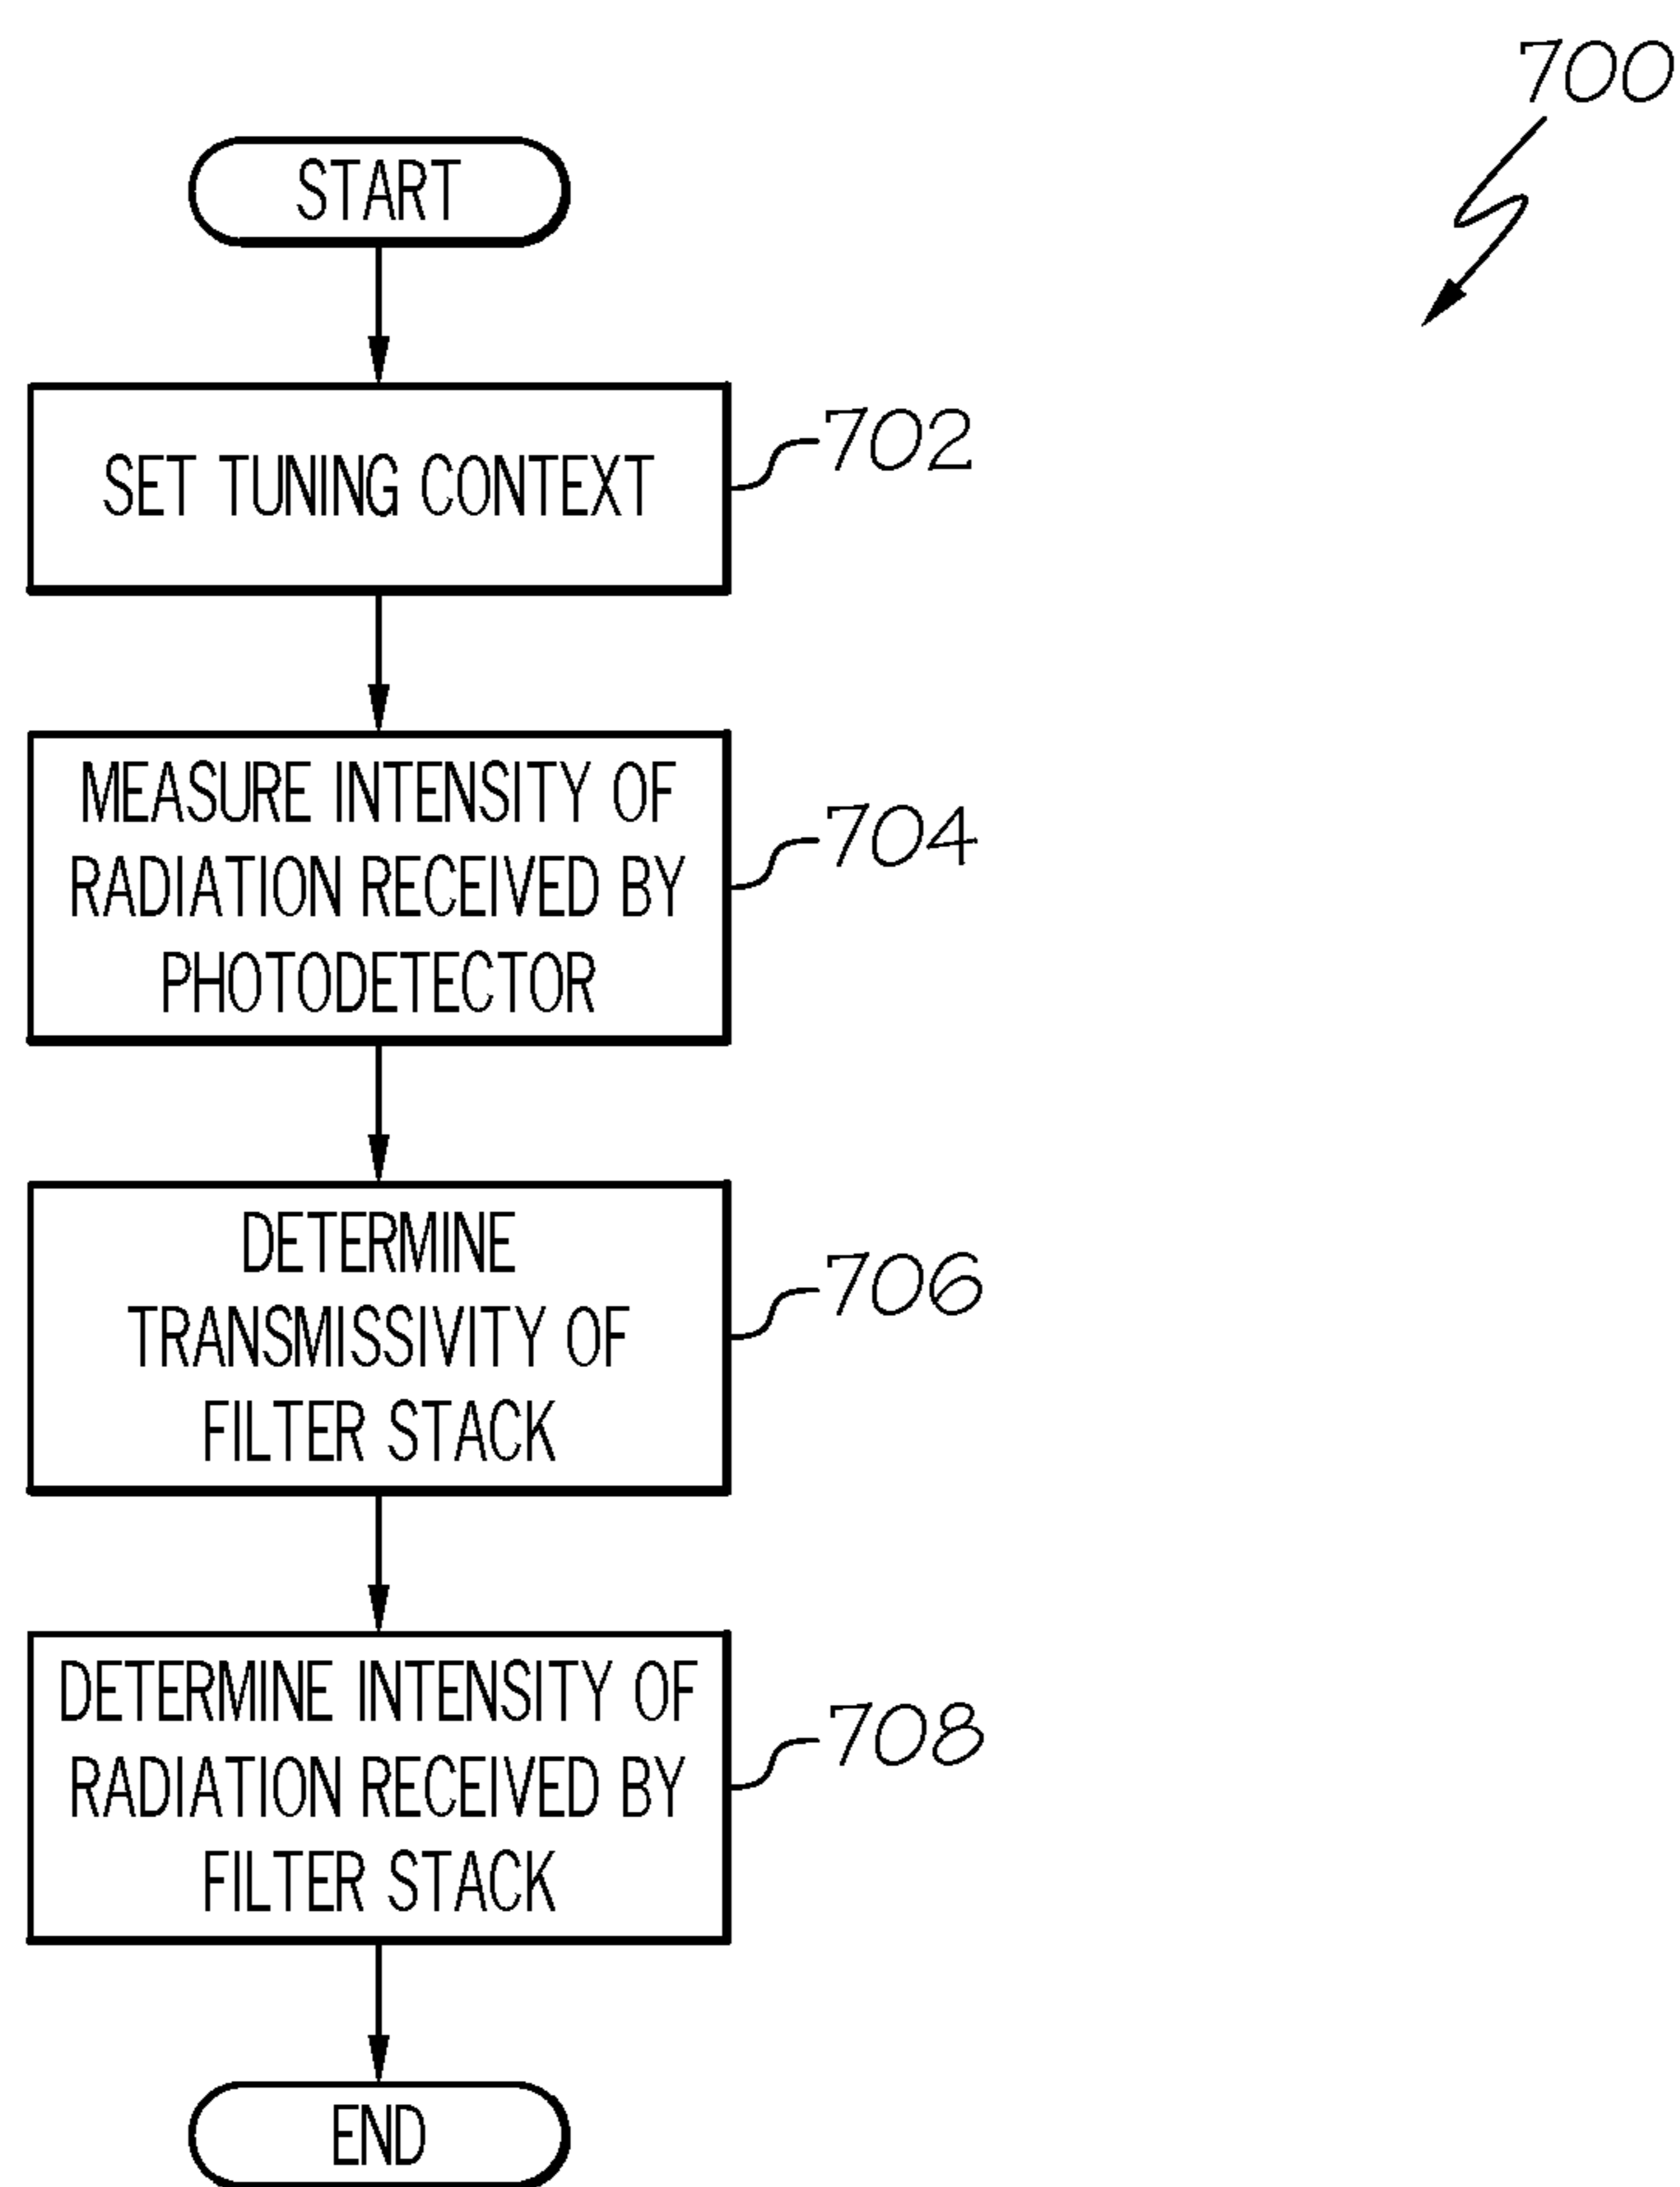 700
START
SET TUNING CONTEXT
702
MEASURE INTENSITY OF
RADIATION RECEIVED BY
PHOTODETECTOR
704
DETERMINE
TRANSMISSIVITY OF
FILTER STACK
706
DETERMINE INTENSITY OF
RADIATION RECEIVED BY
FILTER STACK
708
END